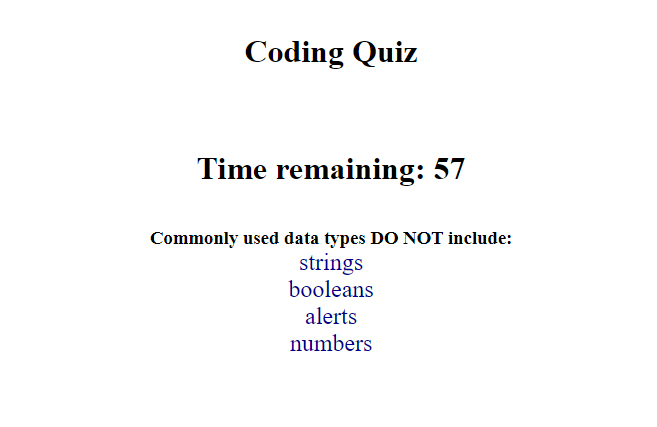 Coding Quiz
Time remaining: 57
Commonly used data types DO NOT include:
strings
booleans
alerts
numbers